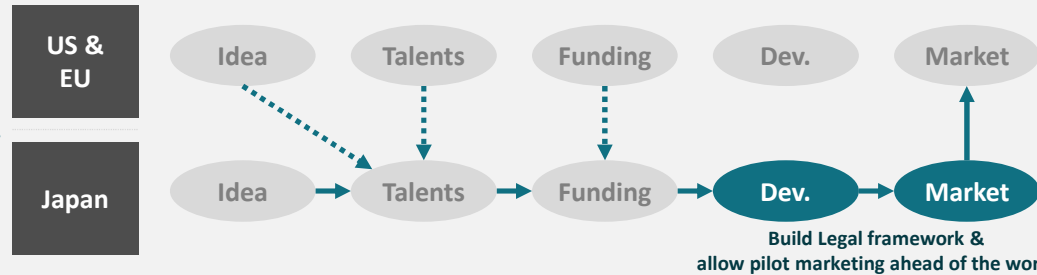 US &
EU
Idea
Talents
Funding
Dev.
Market
Japan
Idea
Talents
Funding
Dev.
Market
Build Legal framework &
allow pilot marketing ahead of the